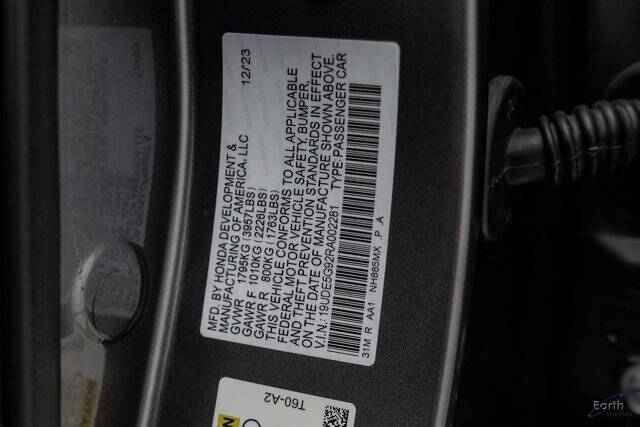 MFD. BY HONDA DEVELOPMENT &
MANUFACTURING OF AMERICA, LLC 12/23
GVWR 1795KG (3957LBS)
GAWR F 1010KG (2226LBS)
GAWR R 800KG (1763LBS)
THIS VEHICLE CONFORMS TO ALL APPLICABLE
FEDERAL MOTOR VEHICLE SAFETY, BUMPER,
AND THEFT PREVENTION STANDARDS IN EFFECT
ON THE DATE OF MANUFACTURE SHOWN ABOVE.
V.I.N.: 19UDE5G92RA002281 TYPE: PASSENGER CAR
31M R AA1 NH885MX .P .A
T60-A2
Earth